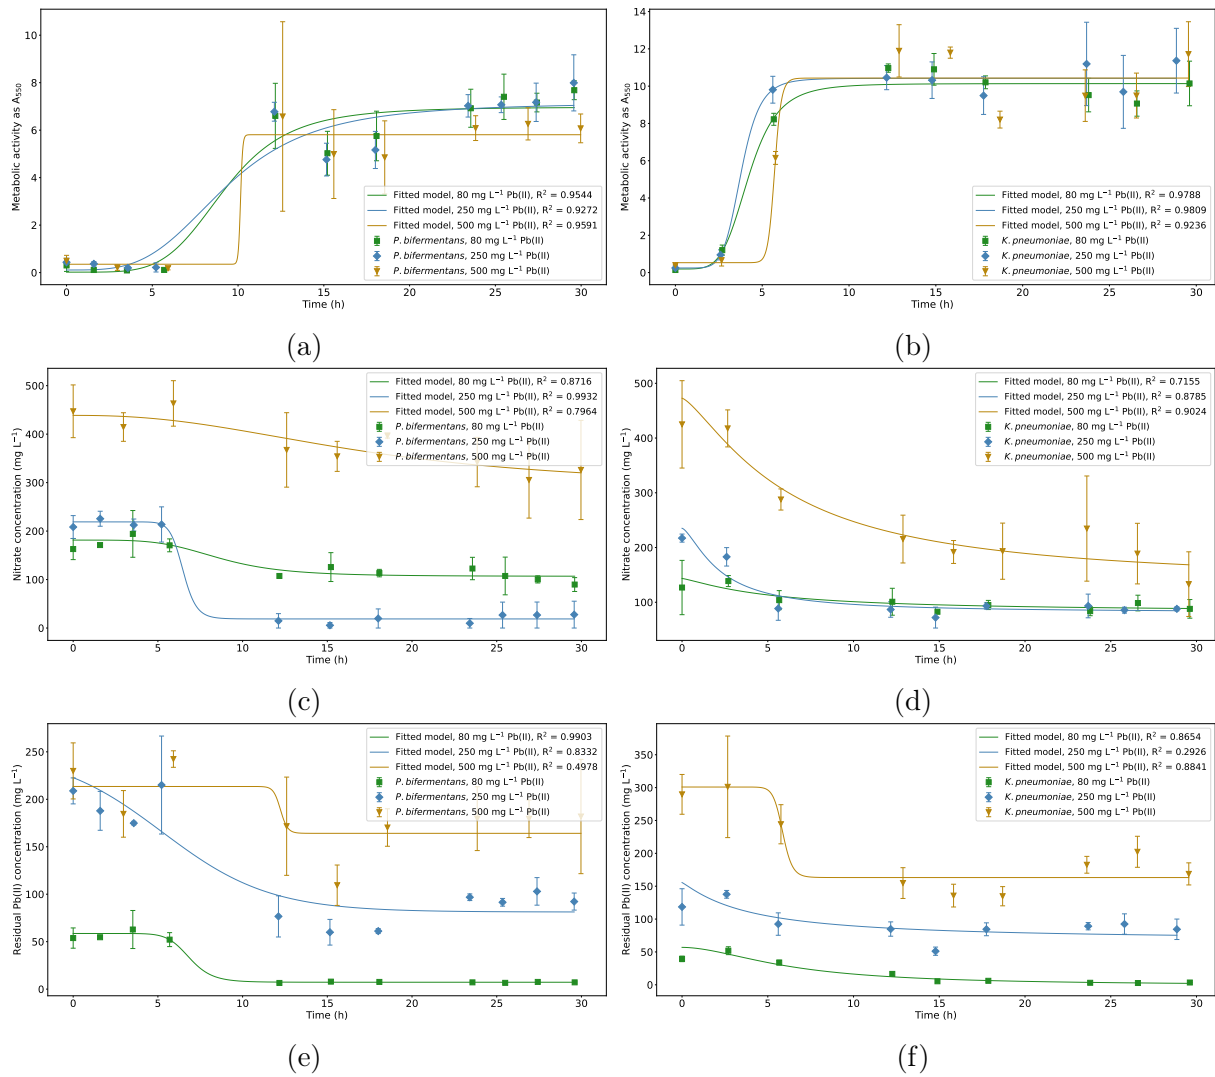 10
8
6
4
2
0
Metabolic activity as A₅₅₀
Fitted model, 80 mg L⁻¹ Pb(II), R² = 0.9544
Fitted model, 250 mg L⁻¹ Pb(II), R² = 0.9272
Fitted model, 500 mg L⁻¹ Pb(II), R² = 0.9591
P. bifermentans, 80 mg L⁻¹ Pb(II)
P. bifermentans, 250 mg L⁻¹ Pb(II)
P. bifermentans, 500 mg L⁻¹ Pb(II)
0 5 10 15 20 25 30
Time (h)
(a)
14
12
10
8
6
4
2
0
Metabolic activity as A₅₅₀
Fitted model, 80 mg L⁻¹ Pb(II), R² = 0.9788
Fitted model, 250 mg L⁻¹ Pb(II), R² = 0.9809
Fitted model, 500 mg L⁻¹ Pb(II), R² = 0.9236
K. pneumoniae, 80 mg L⁻¹ Pb(II)
K. pneumoniae, 250 mg L⁻¹ Pb(II)
K. pneumoniae, 500 mg L⁻¹ Pb(II)
0 5 10 15 20 25 30
Time (h)
(b)
500
400
300
200
100
0
Nitrate concentration (mg L⁻¹)
Fitted model, 80 mg L⁻¹ Pb(II), R² = 0.8716
Fitted model, 250 mg L⁻¹ Pb(II), R² = 0.9932
Fitted model, 500 mg L⁻¹ Pb(II), R² = 0.7964
P. bifermentans, 80 mg L⁻¹ Pb(II)
P. bifermentans, 250 mg L⁻¹ Pb(II)
P. bifermentans, 500 mg L⁻¹ Pb(II)
0 5 10 15 20 25 30
Time (h)
(c)
500
400
300
200
100
Nitrate concentration (mg L⁻¹)
Fitted model, 80 mg L⁻¹ Pb(II), R² = 0.7155
Fitted model, 250 mg L⁻¹ Pb(II), R² = 0.8785
Fitted model, 500 mg L⁻¹ Pb(II), R² = 0.9024
K. pneumoniae, 80 mg L⁻¹ Pb(II)
K. pneumoniae, 250 mg L⁻¹ Pb(II)
K. pneumoniae, 500 mg L⁻¹ Pb(II)
0 5 10 15 20 25 30
Time (h)
(d)
250
200
150
100
50
0
Residual Pb(II) concentration (mg L⁻¹)
Fitted model, 80 mg L⁻¹ Pb(II), R² = 0.9903
Fitted model, 250 mg L⁻¹ Pb(II), R² = 0.8332
Fitted model, 500 mg L⁻¹ Pb(II), R² = 0.4978
P. bifermentans, 80 mg L⁻¹ Pb(II)
P. bifermentans, 250 mg L⁻¹ Pb(II)
P. bifermentans, 500 mg L⁻¹ Pb(II)
0 5 10 15 20 25 30
Time (h)
(e)
350
300
250
200
150
100
50
0
Residual Pb(II) concentration (mg L⁻¹)
Fitted model, 80 mg L⁻¹ Pb(II), R² = 0.8654
Fitted model, 250 mg L⁻¹ Pb(II), R² = 0.2926
Fitted model, 500 mg L⁻¹ Pb(II), R² = 0.8841
K. pneumoniae, 80 mg L⁻¹ Pb(II)
K. pneumoniae, 250 mg L⁻¹ Pb(II)
K. pneumoniae, 500 mg L⁻¹ Pb(II)
0 5 10 15 20 25 30
Time (h)
(f)